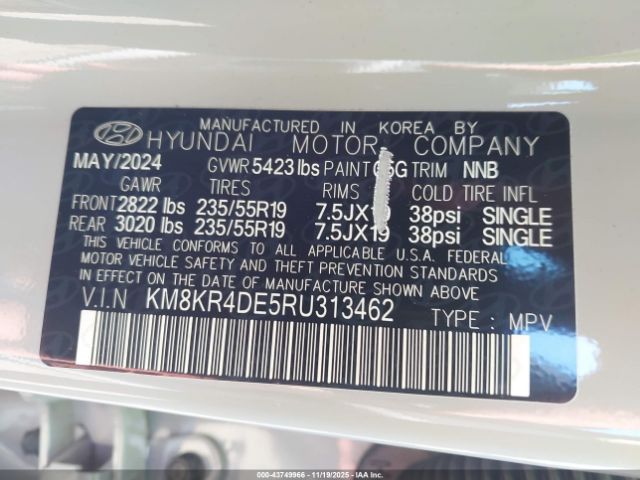 MANUFACTURED IN KOREA BY
HYUNDAI MOTOR COMPANY
MAY/2024 GVWR 5423 lbs PAINT TRIM NNB
GAWR TIRES RIMS COLD TIRE INFL
FRONT 2822 lbs 235/55R19 7.5JX19 38psi SINGLE
REAR 3020 lbs 235/55R19 7.5JX19 38psi SINGLE
THIS VEHICLE CONFORMS TO ALL APPLICABLE U.S.A. FEDERAL
MOTOR VEHICLE SAFETY, BUMPER, AND THEFT PREVENTION STANDARDS
IN EFFECT ON THE DATE OF MANUFACTURE SHOWN ABOVE.
V.I.N KM8KR4DE5RU313462
TYPE : MPV
000-43749966 | 11/19/2025 | IAA Inc.